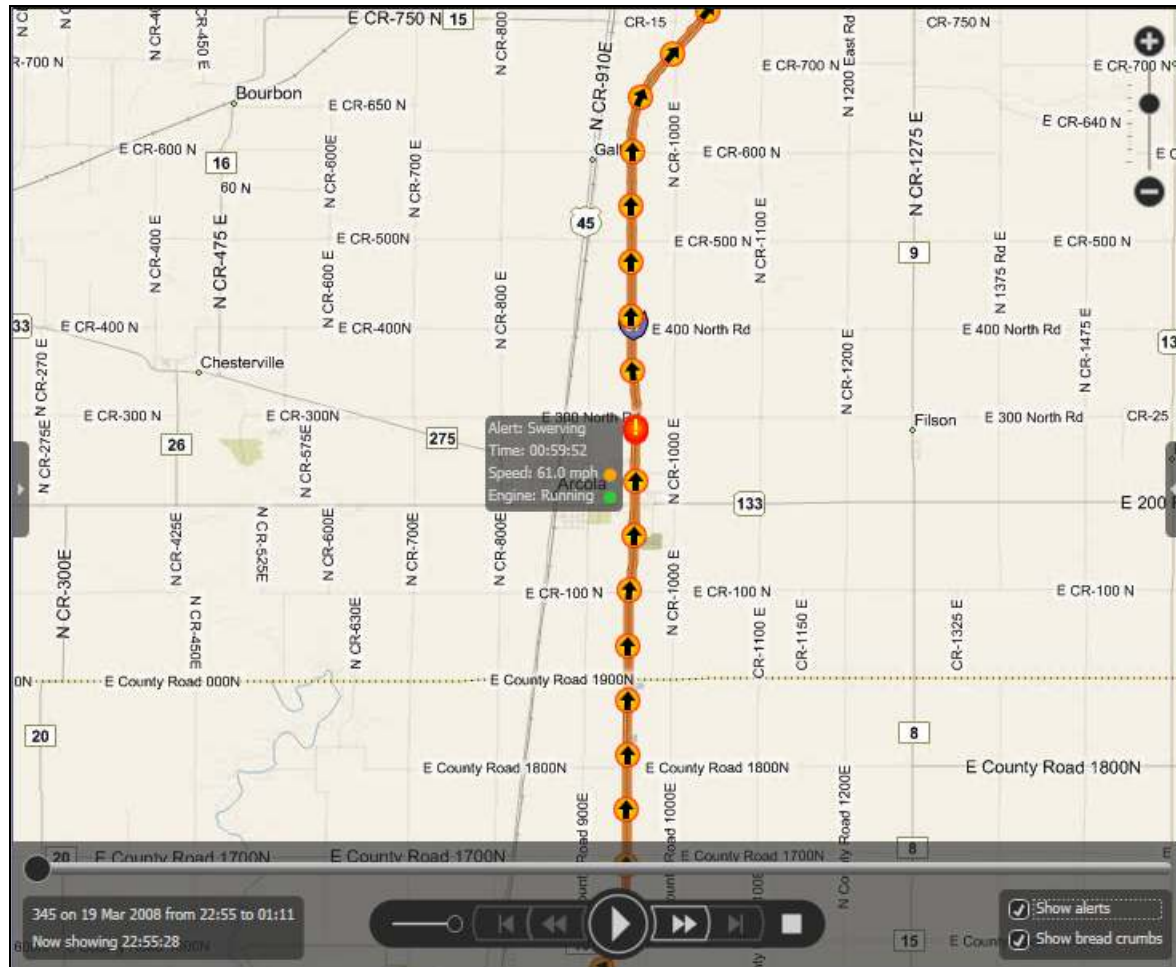 E CR-750 N
15
CR-15
CR-750 N
E CR-700 N
E CR-700 N
Bourbon
E CR-650 N
E CR-640 N
E CR-600 N
16
60 N
E CR-600 N
45
E CR-500N
E CR-500 N
E CR-500 N
9
33
E CR-400 N
E CR-400N
E 400 North Rd
E 400 North Rd
Chesterville
E CR-300 N
E CR-300N
E 300 North R
Filson
E 300 North Rd
CR-25
26
275
Alert: Swerving
Time: 00:59:52
Speed: 61.0 mph
Arcola
Engine: Running
133
E 200
E CR-100 N
E CR-100 N
E CR-100 N
E County Road 000N
E County Road 1900N
20
8
E County Road 1800N
E County Road 1800N
E County Road 1800N
20
E County Road 1700N
E County Road 1700N
E County Road 1700N
8
N CR-450 E
N CR-800
N CR-910E
N CR-1000 E
N 1200 East Rd
N CR-1275 E
N CR-600E
N CR-700 E
N CR-400 E
N CR-475 E
N CR-600 E
N CR-800 E
N CR-1100 E
N 1375 Rd E
N CR-270 E
N CR-275E
N CR-1200 E
N CR-1475 E
N CR-575E
N CR-1000 E
N CR-300E
N CR-425E
N CR-450E
N CR-525E
N CR-600E
N CR-630E
N CR-700E
N CR-800E
N CR-1000 E
CR-1100 E
CR-1150 E
CR-1325 E
Road 900E
Road 1000E
Road 1200E
345 on 19 Mar 2008 from 22:55 to 01:11
Now showing 22:55:28
Show alerts
Show bread crumbs
15
E Coun